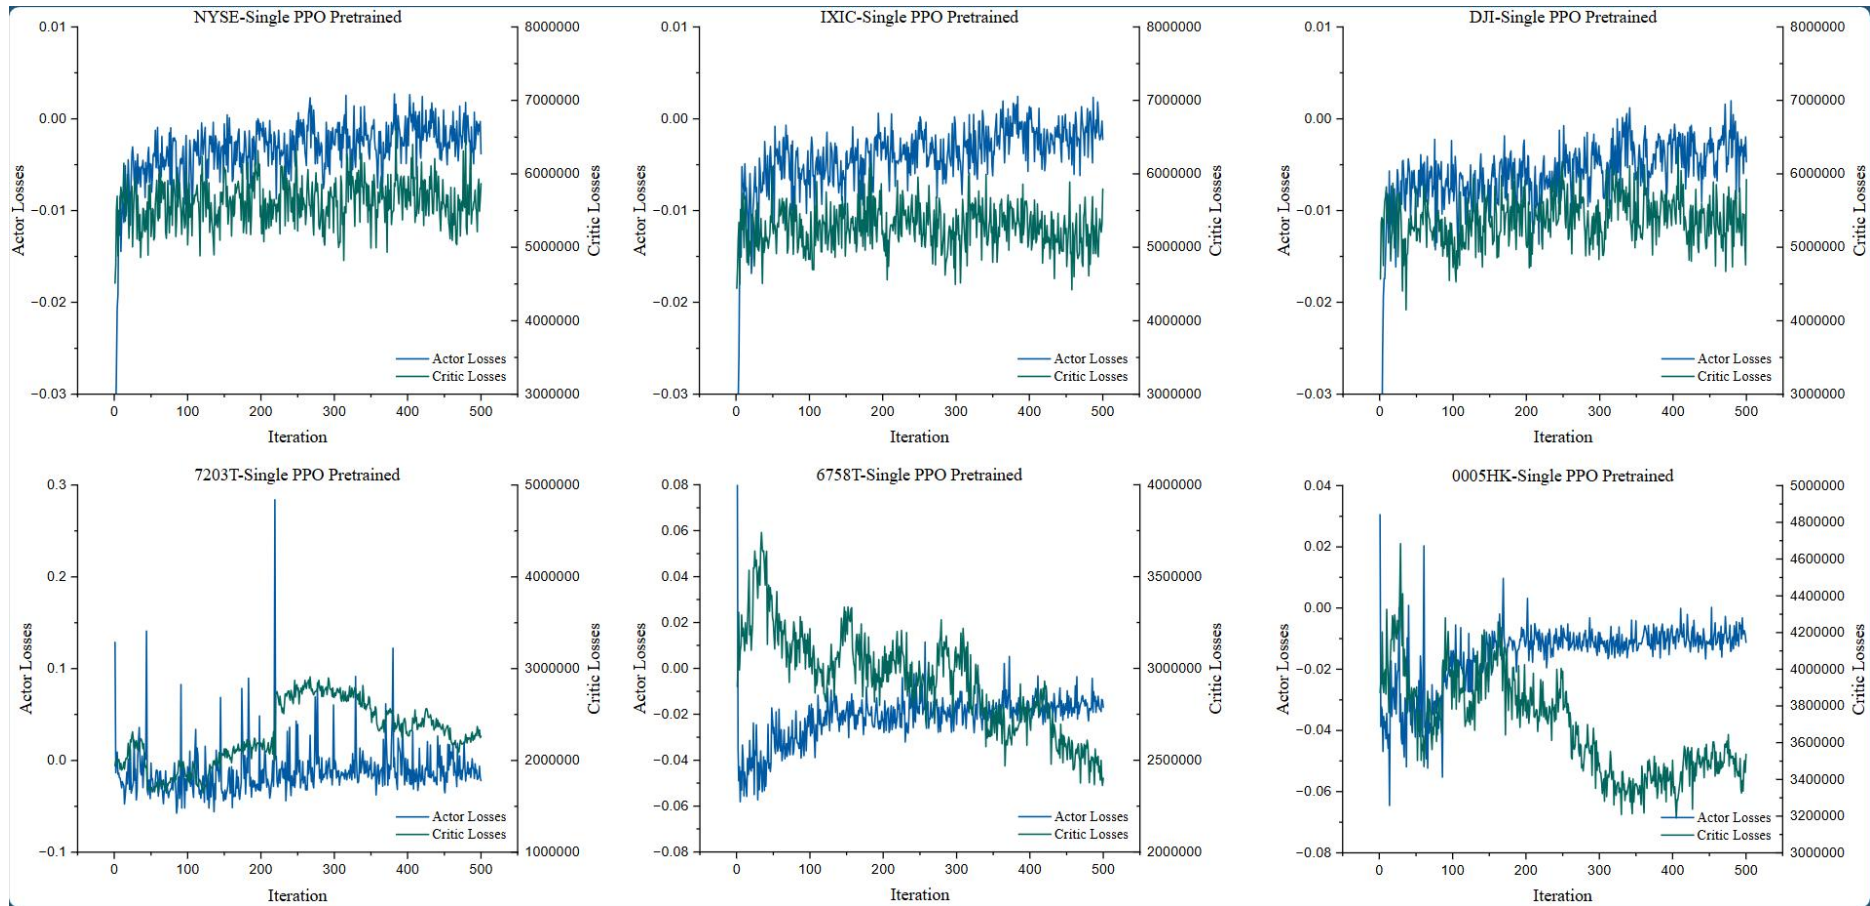 NYSE-Single PPO Pretrained
0.01
0.00
−0.01
−0.02
−0.03
8000000
7000000
6000000
5000000
4000000
3000000
Actor Losses
Critic Losses
Actor Losses
Critic Losses
0 100 200 300 400 500
Iteration
IXIC-Single PPO Pretrained
0.01
0.00
−0.01
−0.02
−0.03
8000000
7000000
6000000
5000000
4000000
3000000
Actor Losses
Critic Losses
Actor Losses
Critic Losses
0 100 200 300 400 500
Iteration
DJI-Single PPO Pretrained
0.01
0.00
−0.01
−0.02
−0.03
8000000
7000000
6000000
5000000
4000000
3000000
Actor Losses
Critic Losses
Actor Losses
Critic Losses
0 100 200 300 400 500
Iteration
7203T-Single PPO Pretrained
0.3
0.2
0.1
0.0
−0.1
5000000
4000000
3000000
2000000
1000000
Actor Losses
Critic Losses
Actor Losses
Critic Losses
0 100 200 300 400 500
Iteration
6758T-Single PPO Pretrained
0.08
0.06
0.04
0.02
0.00
−0.02
−0.04
−0.06
−0.08
4000000
3500000
3000000
2500000
2000000
Actor Losses
Critic Losses
Actor Losses
Critic Losses
0 100 200 300 400 500
Iteration
0005HK-Single PPO Pretrained
0.04
0.02
0.00
−0.02
−0.04
−0.06
−0.08
5000000
4800000
4600000
4400000
4200000
4000000
3800000
3600000
3400000
3200000
3000000
Actor Losses
Critic Losses
Actor Losses
Critic Losses
0 100 200 300 400 500
Iteration